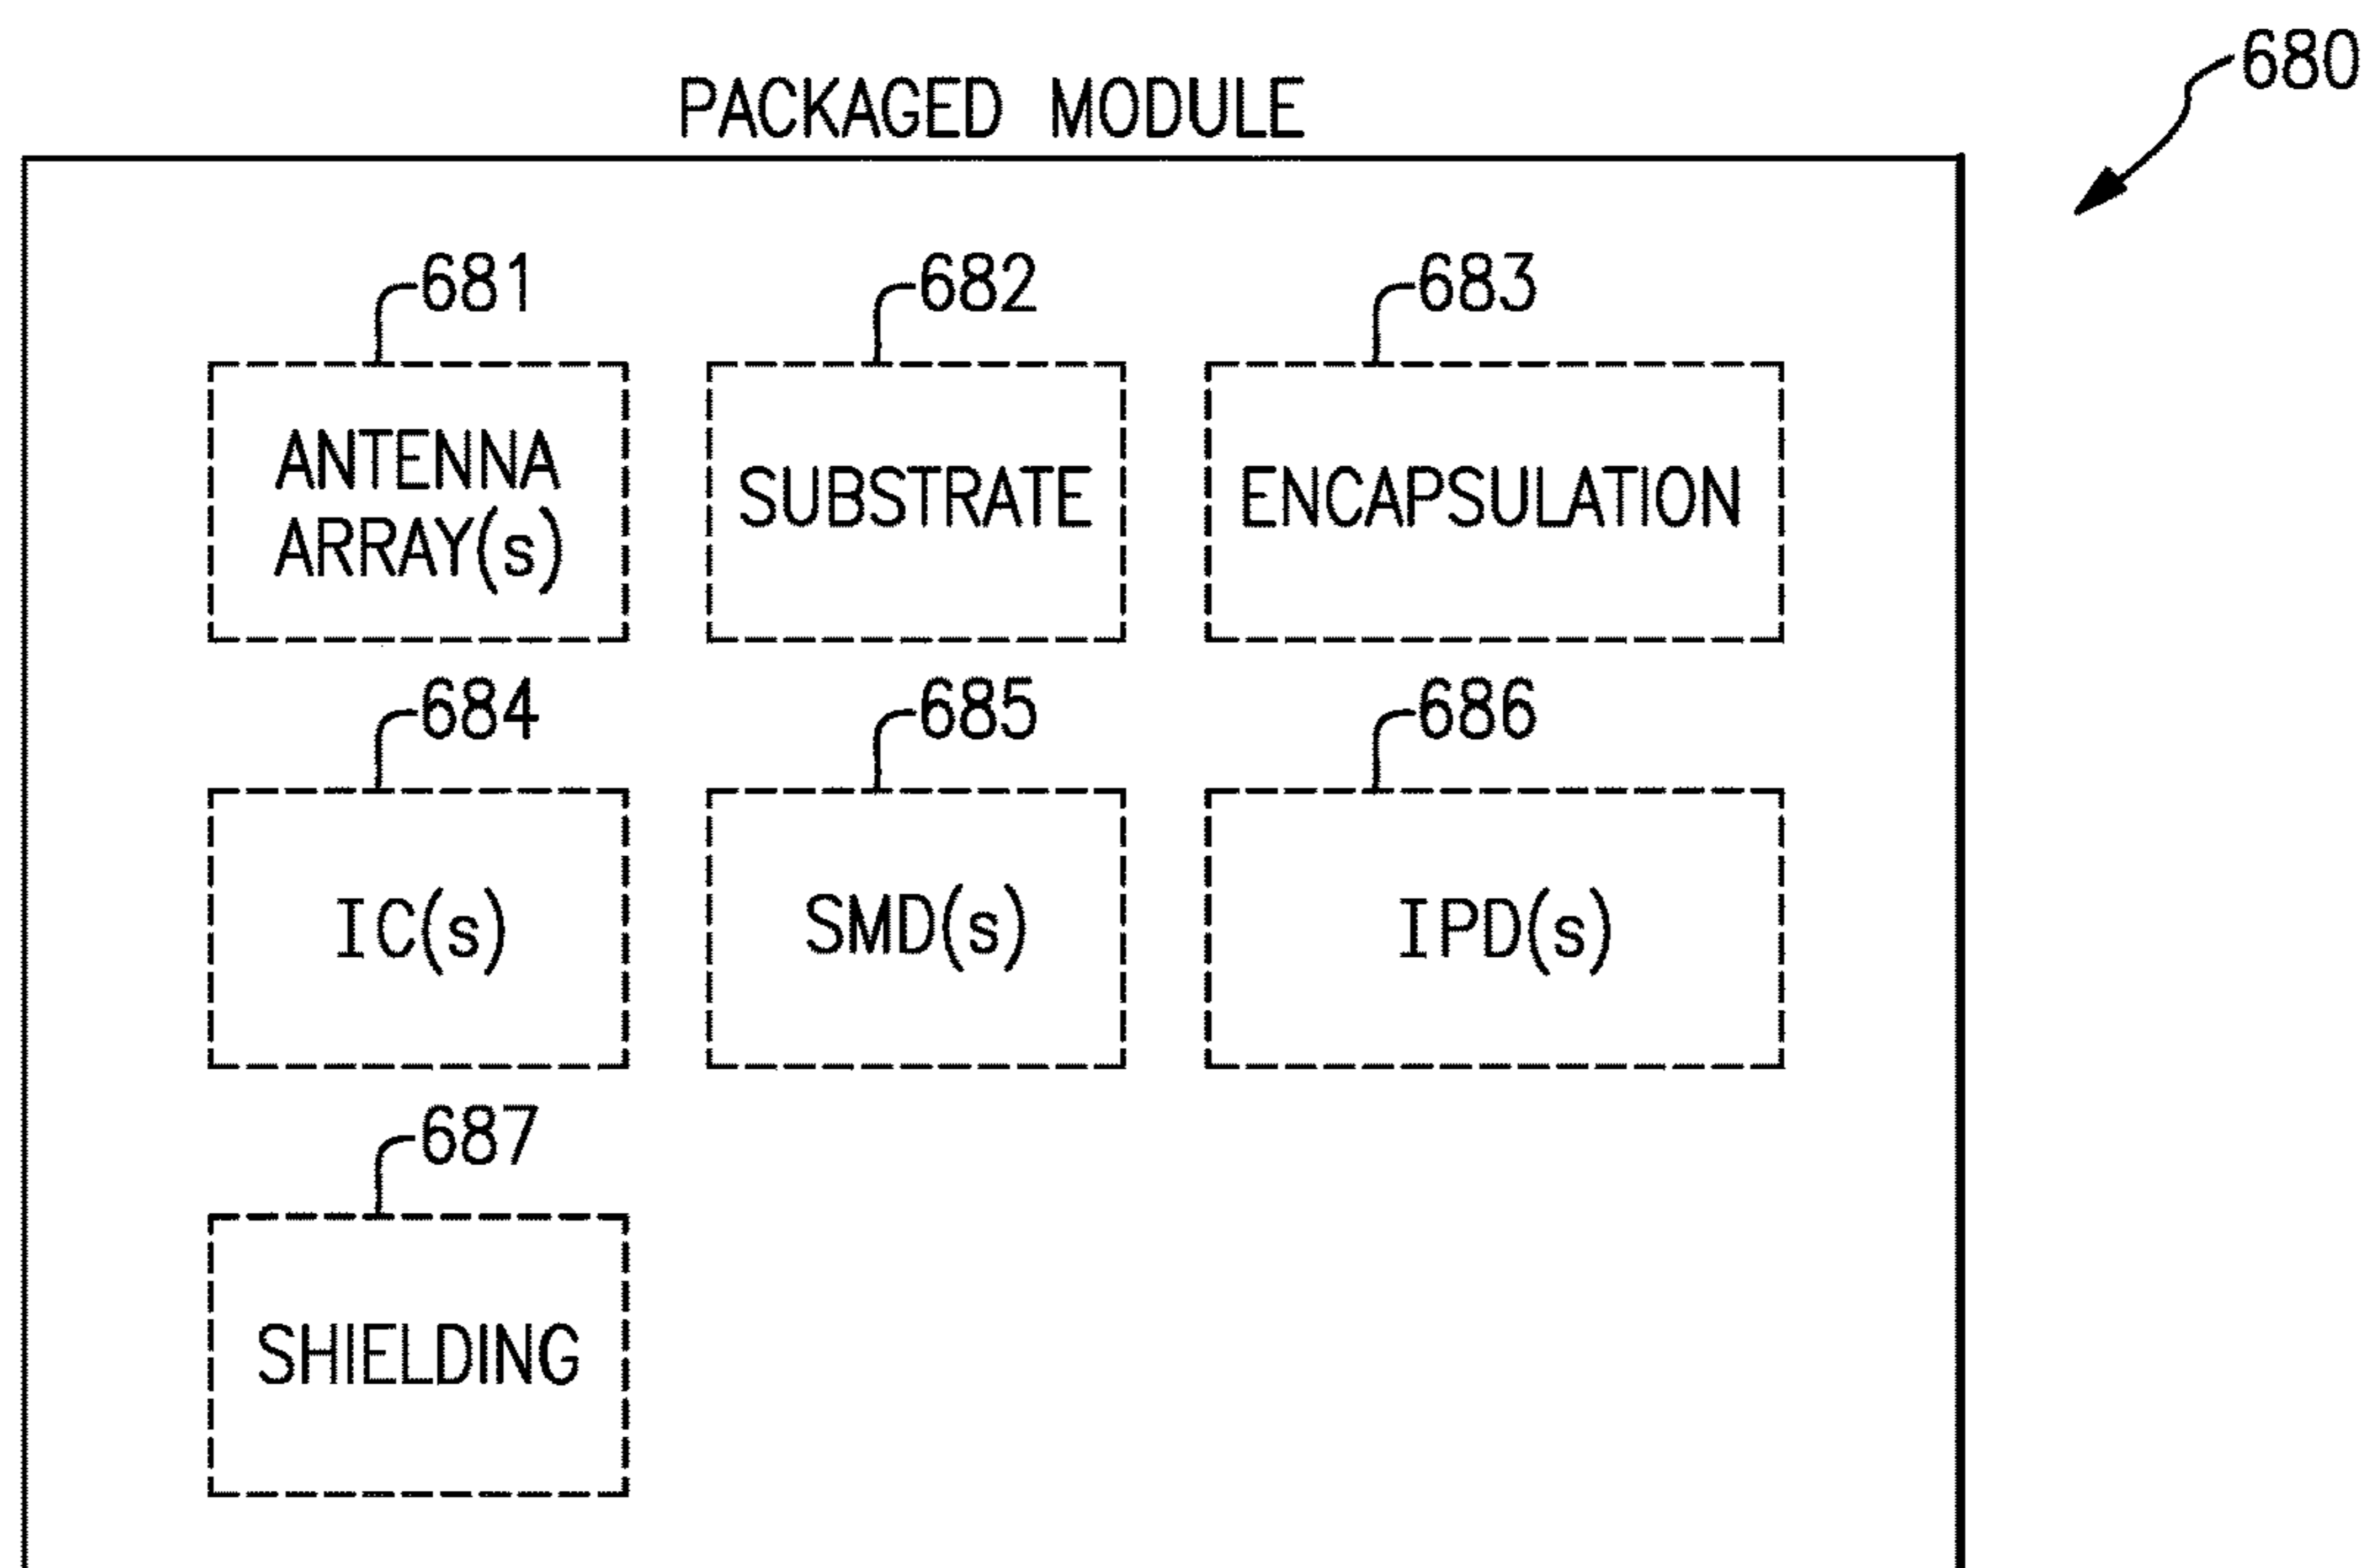 680
PACKAGED MODULE
681
682
683
ANTENNA
ARRAY(s)
SUBSTRATE
ENCAPSULATION
684
685
686
IC(s)
SMD(s)
IPD(s)
687
SHIELDING